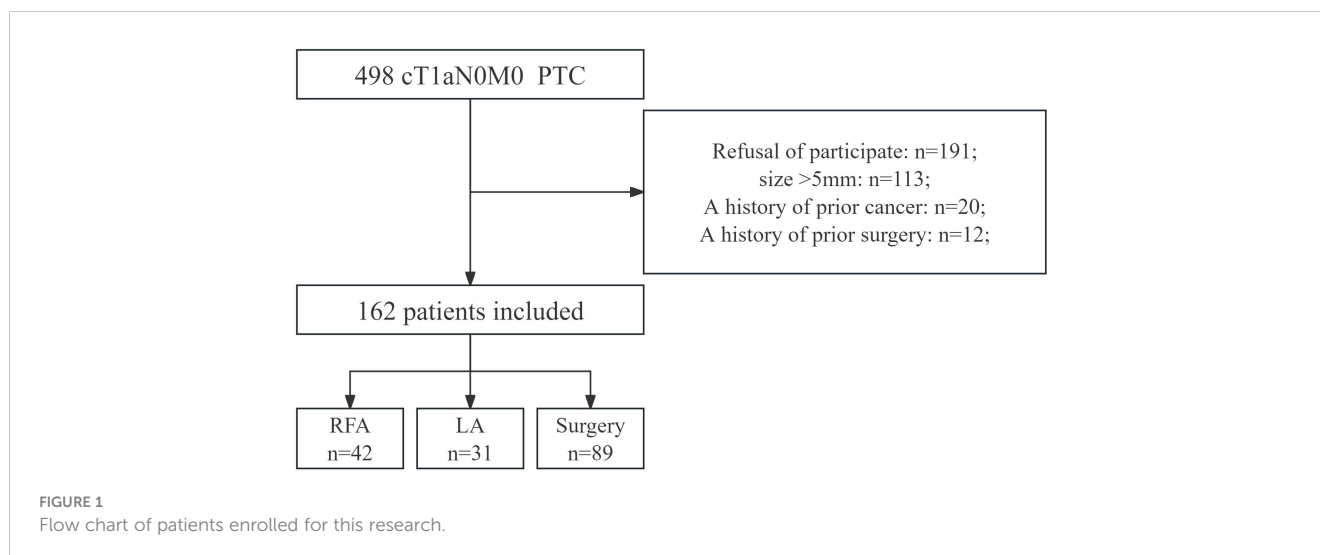 498 cT1aN0M0 PTC
Refusal of participate: n=191;
size >5mm: n=113;
A history of prior cancer: n=20;
A history of prior surgery: n=12;
162 patients included
RFA
n=42
LA
n=31
Surgery
n=89
FIGURE 1
Flow chart of patients enrolled for this research.